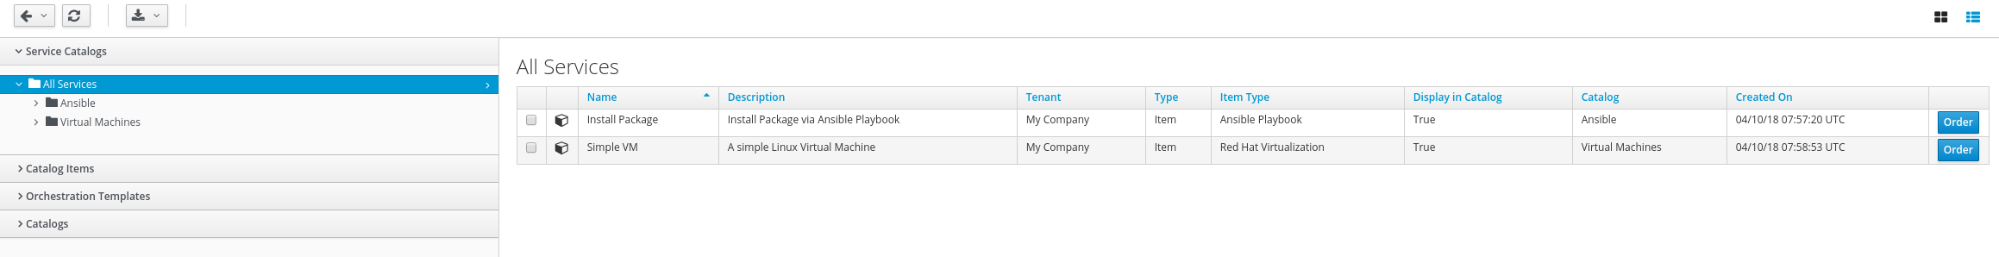 Service Catalogs
All Services
Ansible
Virtual Machines
Catalog Items
Orchestration Templates
Catalogs
All Services
Name Description Tenant Type Item Type Display in Catalog Catalog Created On
Install Package Install Package via Ansible Playbook My Company Item Ansible Playbook True Ansible 04/10/18 07:57:20 UTC Order
Simple VM A simple Linux Virtual Machine My Company Item Red Hat Virtualization True Virtual Machines 04/10/18 07:58:53 UTC Order